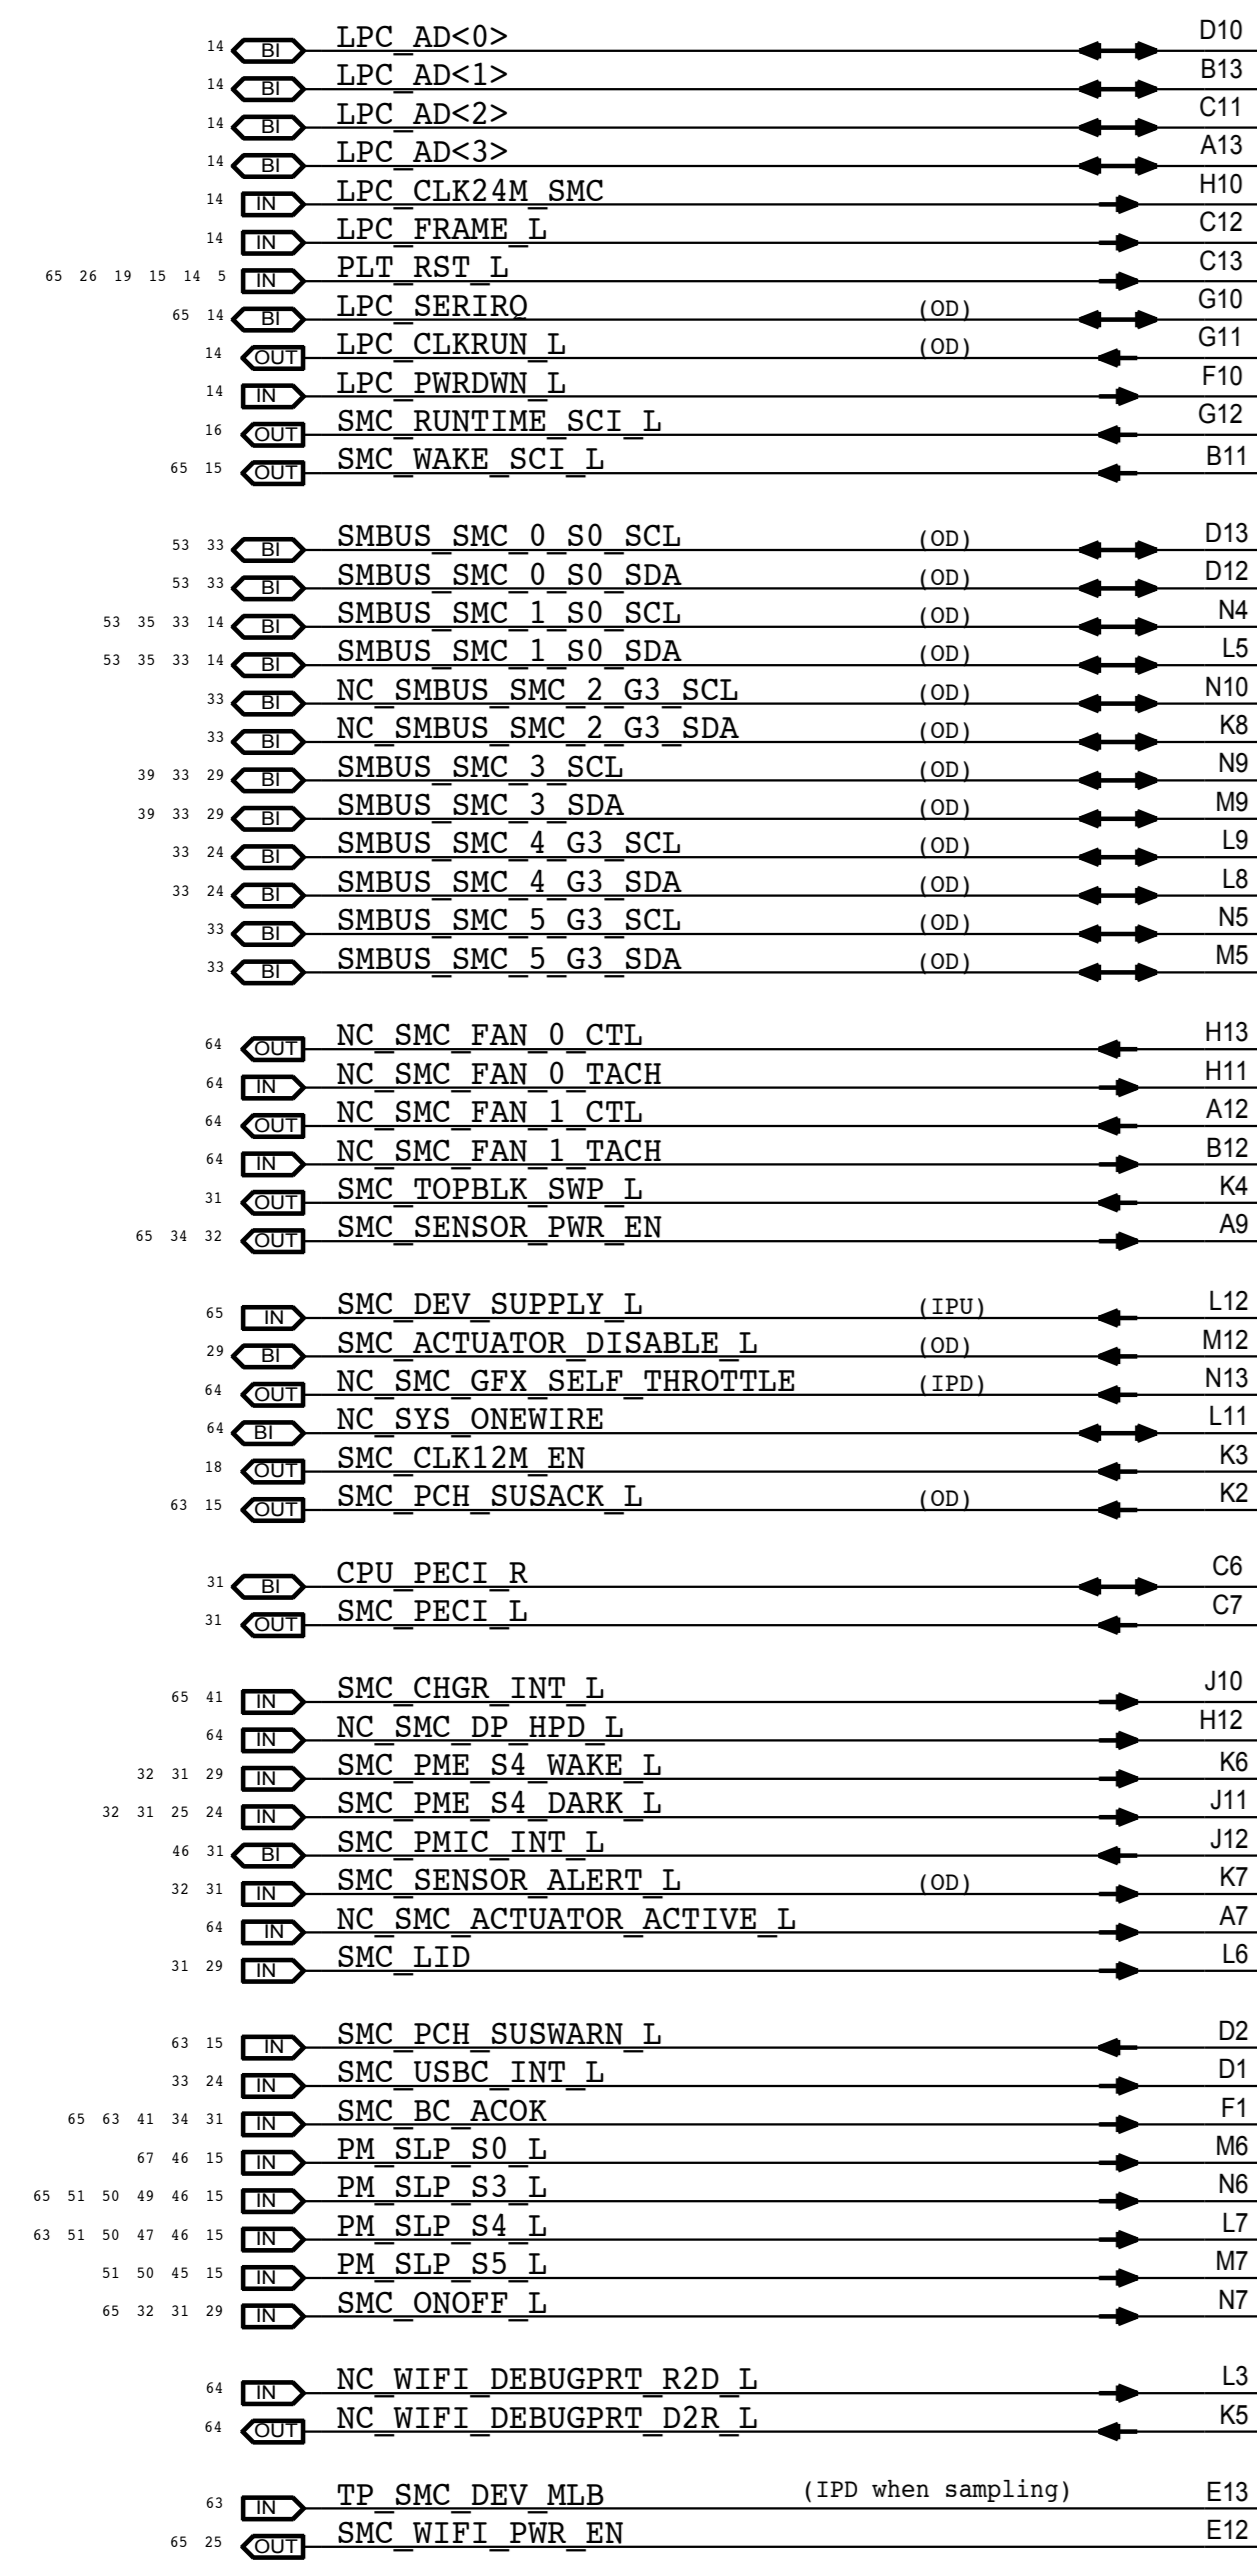 14 BI LPC_AD<0> D10
14 BI LPC_AD<1> B13
14 BI LPC_AD<2> C11
14 BI LPC_AD<3> A13
14 IN LPC_CLK24M_SMC H10
14 IN LPC_FRAME_L C12
65 26 19 15 14 5 IN PLT_RST_L C13
65 14 BI LPC_SERIRQ (OD) G10
14 OUT LPC_CLKRUN_L (OD) G11
14 IN LPC_PWRDWN_L F10
16 OUT SMC_RUNTIME_SCI_L G12
65 15 OUT SMC_WAKE_SCI_L B11
53 33 BI SMBUS_SMC_0_S0_SCL (OD) D13
53 33 BI SMBUS_SMC_0_S0_SDA (OD) D12
53 35 33 14 BI SMBUS_SMC_1_S0_SCL (OD) N4
53 35 33 14 BI SMBUS_SMC_1_S0_SDA (OD) L5
33 BI NC_SMBUS_SMC_2_G3_SCL (OD) N10
33 BI NC_SMBUS_SMC_2_G3_SDA (OD) K8
39 33 29 BI SMBUS_SMC_3_SCL (OD) N9
39 33 29 BI SMBUS_SMC_3_SDA (OD) M9
33 24 BI SMBUS_SMC_4_G3_SCL (OD) L9
33 24 BI SMBUS_SMC_4_G3_SDA (OD) L8
33 BI SMBUS_SMC_5_G3_SCL (OD) N5
33 BI SMBUS_SMC_5_G3_SDA (OD) M5
64 OUT NC_SMC_FAN_0_CTL H13
64 IN NC_SMC_FAN_0_TACH H11
64 OUT NC_SMC_FAN_1_CTL A12
64 IN NC_SMC_FAN_1_TACH B12
31 OUT SMC_TOPBLK_SWP_L K4
65 34 32 OUT SMC_SENSOR_PWR_EN A9
65 IN SMC_DEV_SUPPLY_L (IPU) L12
29 BI SMC_ACTUATOR_DISABLE_L (OD) M12
64 OUT NC_SMC_GFX_SELF_THROTTLE (IPD) N13
64 BI NC_SYS_ONEWIRE L11
18 OUT SMC_CLK12M_EN K3
63 15 OUT SMC_PCH_SUSACK_L (OD) K2
31 BI CPU_PECI_R C6
31 OUT SMC_PECI_L C7
65 41 IN SMC_CHGR_INT_L J10
64 IN NC_SMC_DP_HPD_L H12
32 31 29 IN SMC_PME_S4_WAKE_L K6
32 31 25 24 IN SMC_PME_S4_DARK_L J11
46 31 BI SMC_PMIC_INT_L J12
32 31 IN SMC_SENSOR_ALERT_L (OD) K7
64 IN NC_SMC_ACTUATOR_ACTIVE_L A7
31 29 IN SMC_LID L6
63 15 IN SMC_PCH_SUSWARN_L D2
33 24 IN SMC_USBC_INT_L D1
65 63 41 34 31 IN SMC_BC_ACOK F1
67 46 15 IN PM_SLP_S0_L M6
65 51 50 49 46 15 IN PM_SLP_S3_L N6
63 51 50 47 46 15 IN PM_SLP_S4_L L7
51 50 45 15 IN PM_SLP_S5_L M7
65 32 31 29 IN SMC_ONOFF_L N7
64 IN NC_WIFI_DEBUGPRT_R2D_L L3
64 OUT NC_WIFI_DEBUGPRT_D2R_L K5
63 IN TP_SMC_DEV_MLB (IPD when sampling) E13
65 25 OUT SMC_WIFI_PWR_EN E12